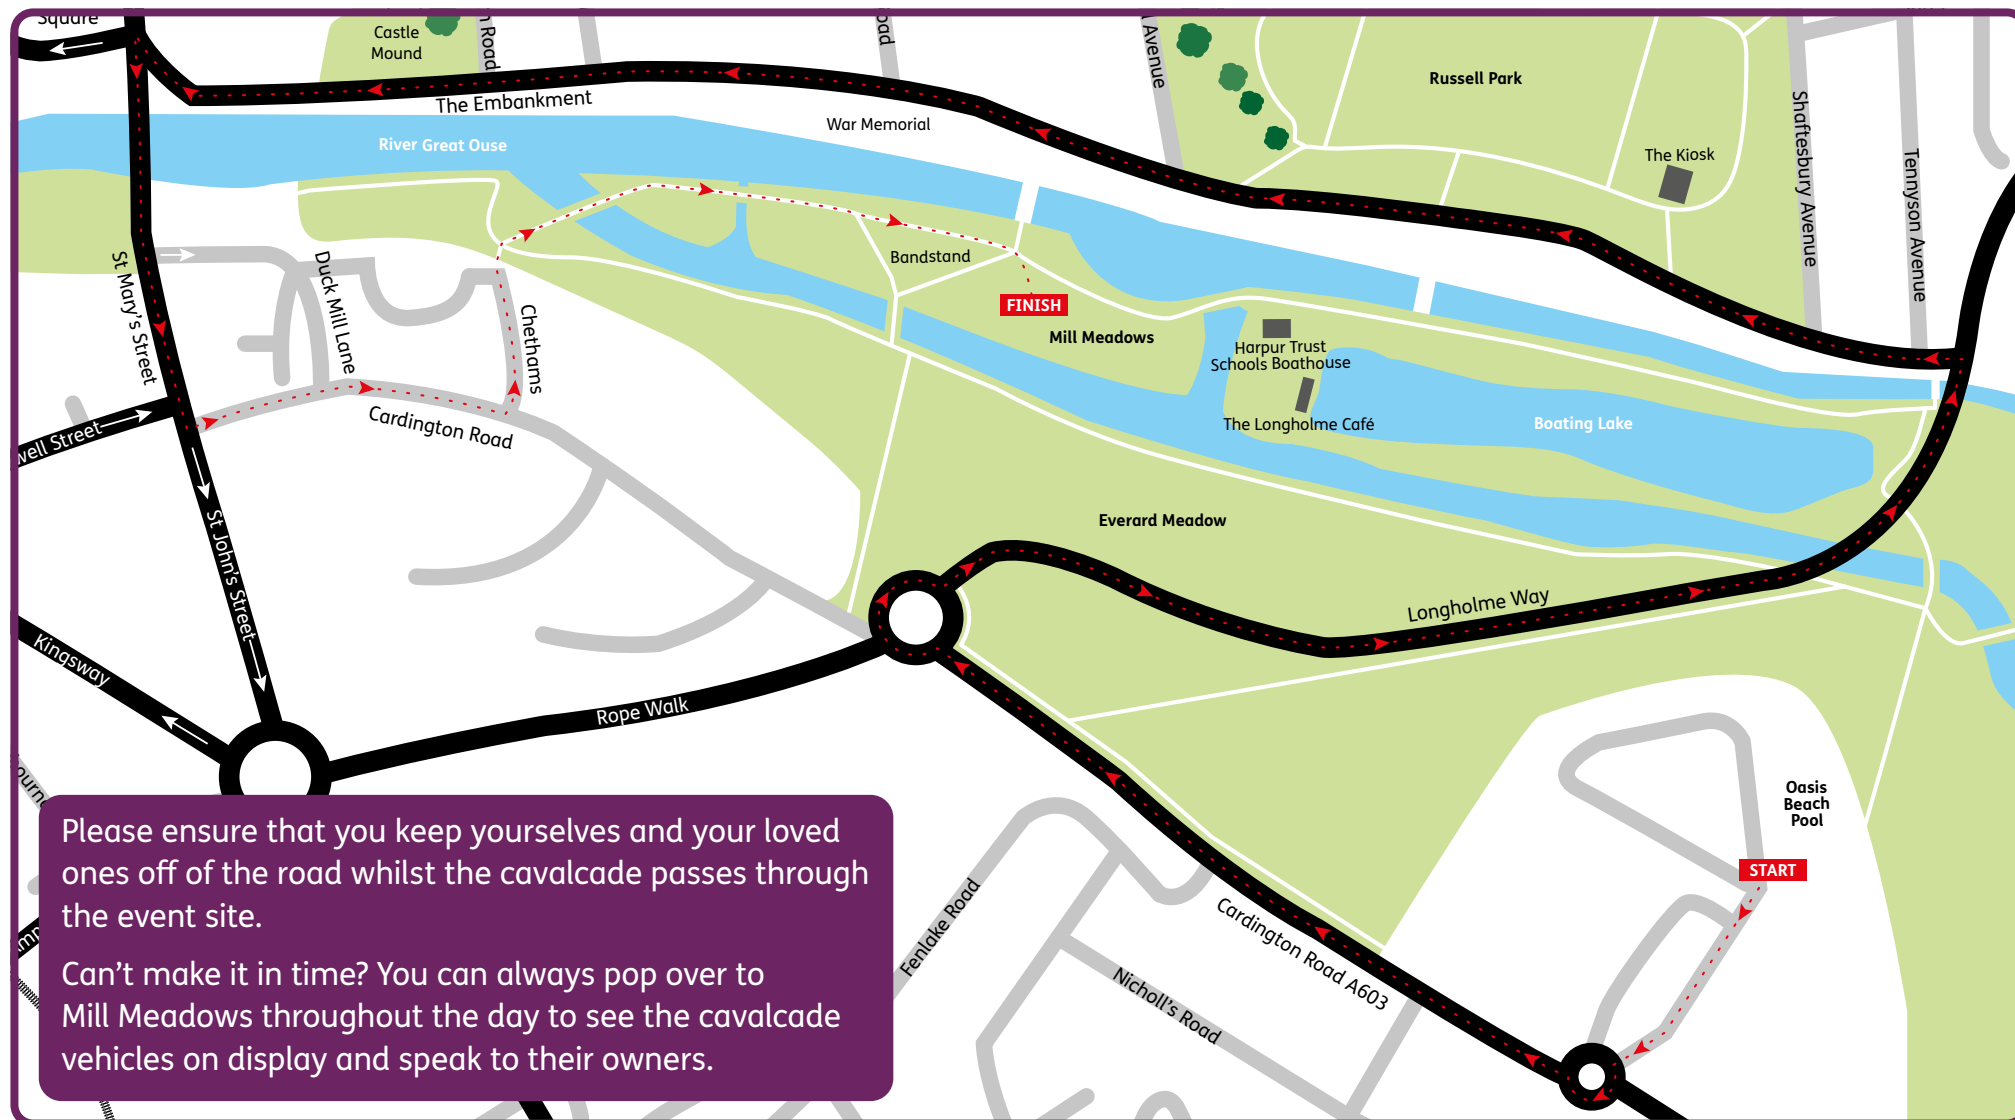 Square
Castle
Mound
Road
Avenue
Russell Park
The Embankment
War Memorial
River Great Ouse
The Kiosk
Shaftesbury Avenue
Tennyson Avenue
St Mary's Street
Duck Mill Lane
Chethams
Bandstand
FINISH
Mill Meadows
Harpur Trust
Schools Boathouse
The Longholme Café
Boating Lake
Cardington Road
St John's Street
Everard Meadow
Longholme Way
Kingsway
Rope Walk
Oasis
Beach
Pool
START
Fenlake Road
Nicholl's Road
Cardington Road A603
Please ensure that you keep yourselves and your loved
ones off of the road whilst the cavalcade passes through
the event site.
Can't make it in time? You can always pop over to
Mill Meadows throughout the day to see the cavalcade
vehicles on display and speak to their owners.